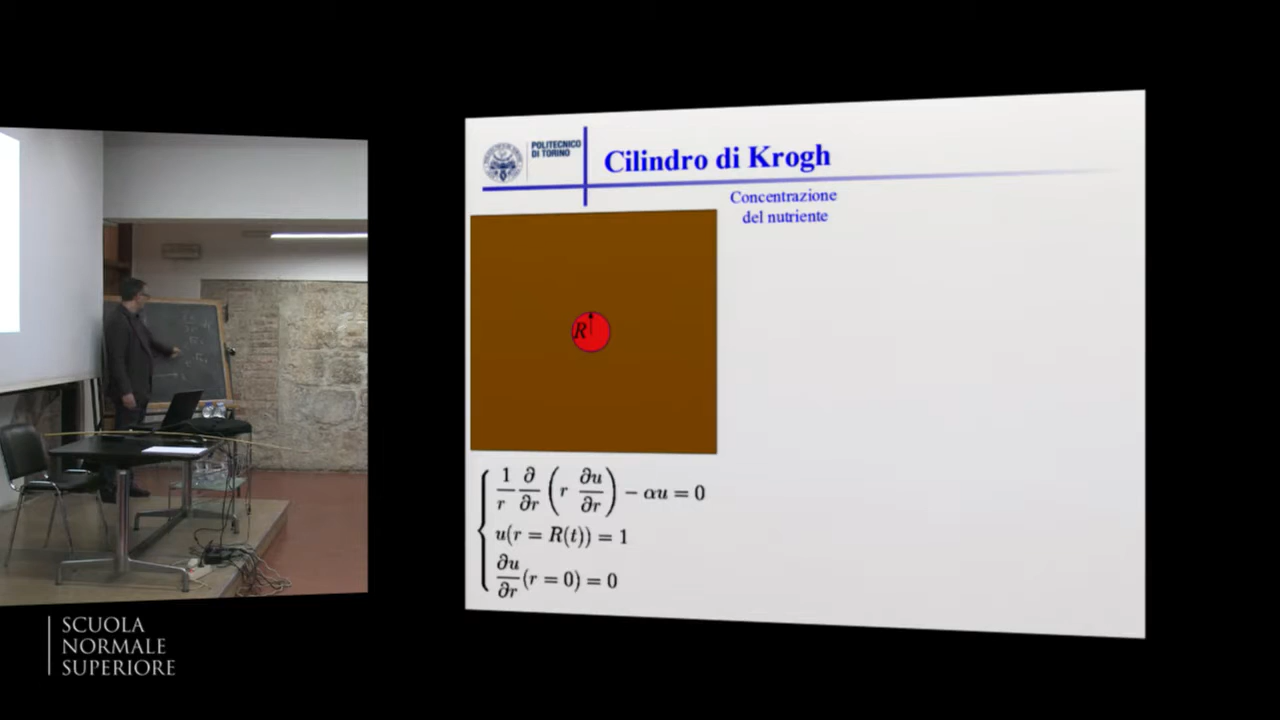 POLITECNICO
DI TORINO
Cilindro di Krogh
Concentrazione
del nutriente
R
1/r ∂/∂r (r ∂u/∂r) − αu = 0
u(r = R(t)) = 1
∂u/∂r (r = 0) = 0
SCUOLA
NORMALE
SUPERIORE